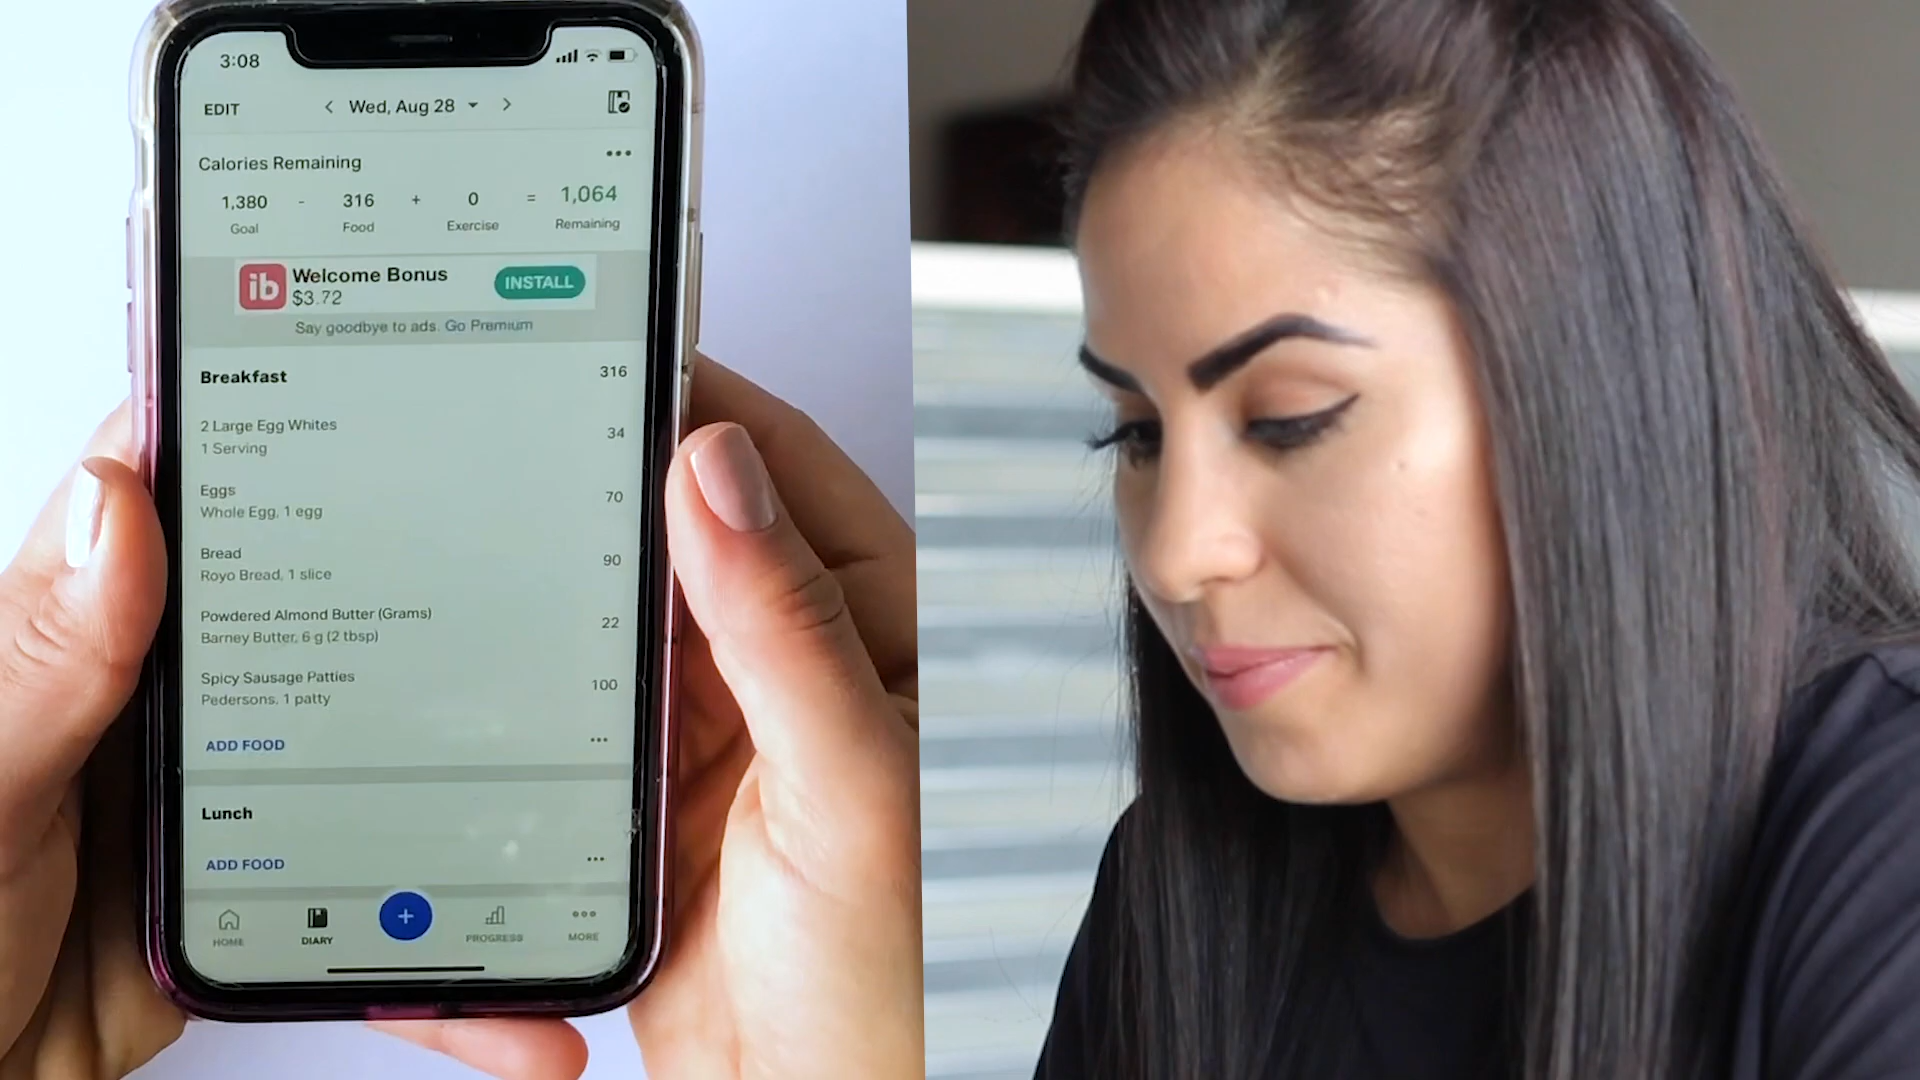 3:08
EDIT < Wed, Aug 28 >
Calories Remaining
1,380 - 316 + 0 = 1,064
Goal Food Exercise Remaining
ib Welcome Bonus INSTALL
$3.72
Say goodbye to ads. Go Premium
Breakfast 316
2 Large Egg Whites 34
1 Serving
Eggs 70
Whole Egg, 1 egg
Bread 90
Royo Bread, 1 slice
Powdered Almond Butter (Grams) 22
Barney Butter, 6 g (2 tbsp)
Spicy Sausage Patties 100
Pedersons, 1 patty
ADD FOOD
Lunch
ADD FOOD
HOME DIARY PROGRESS MORE